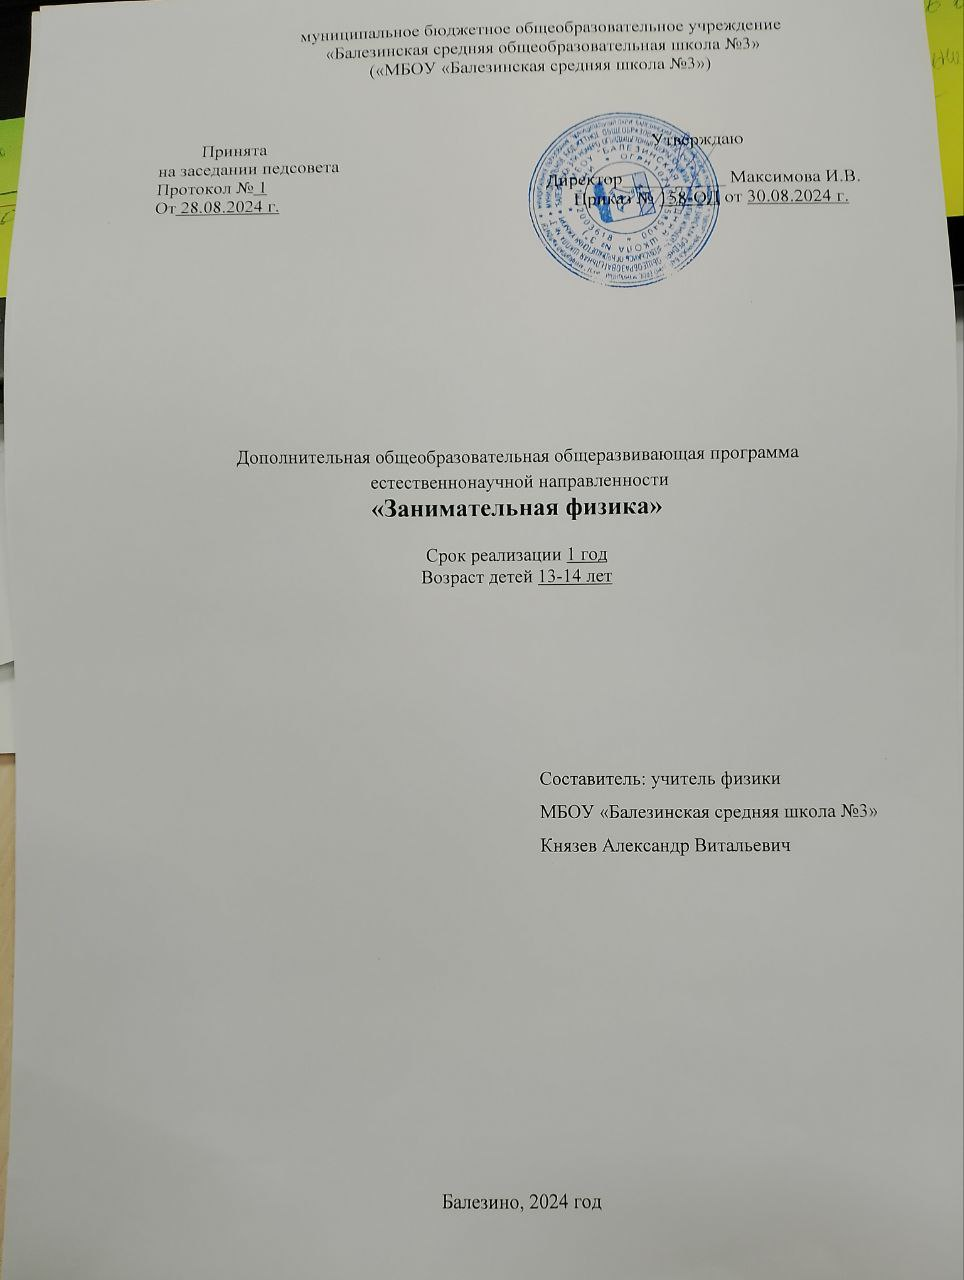 муниципальное бюджетное общеобразовательное учреждение
«Балезинская средняя общеобразовательная школа №3»
(«МБОУ «Балезинская средняя школа №3»)
Принята
на заседании педсовета
Протокол № 1
От 28.08.2024 г.
Утверждаю
Директор Максимова И.В.
Приказ № 158-ОД от 30.08.2024 г.
Дополнительная общеобразовательная общеразвивающая программа
естественнонаучной направленности
«Занимательная физика»
Срок реализации 1 год
Возраст детей 13-14 лет
Составитель: учитель физики
МБОУ «Балезинская средняя школа №3»
Князев Александр Витальевич
Балезино, 2024 год